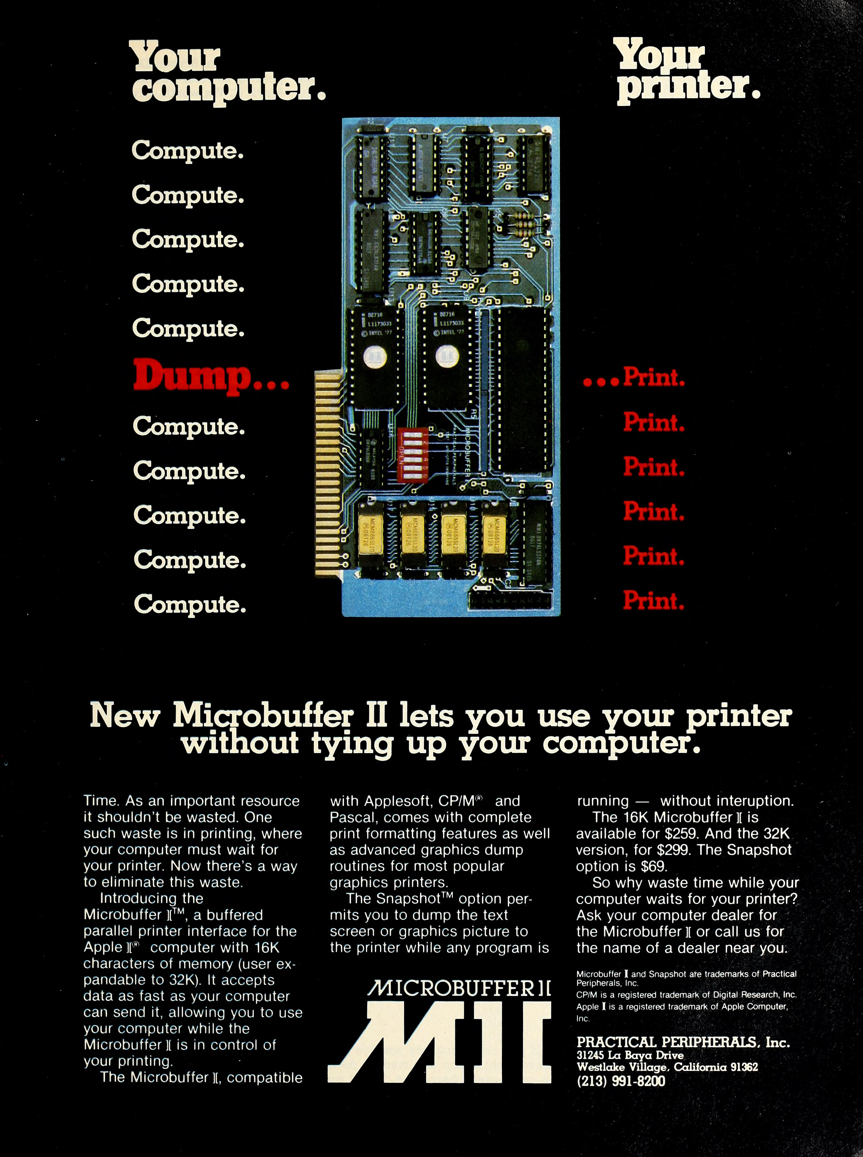 Your
computer.
Compute.
Compute.
Compute.
Compute.
Compute.
Dump...
Compute.
Compute.
Compute.
Compute.
Compute.
Your
printer.
...Print.
Print.
Print.
Print.
Print.
Print.
D2716
L1173033
© INTEL '77
D2716
L1173033
© INTEL '77
MICROBUFFER
New Microbuffer II lets you use your printer
without tying up your computer.
Time. As an important resource
it shouldn't be wasted. One
such waste is in printing, where
your computer must wait for
your printer. Now there's a way
to eliminate this waste.
Introducing the
Microbuffer ][™, a buffered
parallel printer interface for the
Apple ][® computer with 16K
characters of memory (user ex-
pandable to 32K). It accepts
data as fast as your computer
can send it, allowing you to use
your computer while the
Microbuffer ][ is in control of
your printing.
The Microbuffer ][, compatible
with Applesoft, CP/M® and
Pascal, comes with complete
print formatting features as well
as advanced graphics dump
routines for most popular
graphics printers.
The Snapshot™ option per-
mits you to dump the text
screen or graphics picture to
the printer while any program is
running — without interuption.
The 16K Microbuffer ][ is
available for $259. And the 32K
version, for $299. The Snapshot
option is $69.
So why waste time while your
computer waits for your printer?
Ask your computer dealer for
the Microbuffer ][ or call us for
the name of a dealer near you.
Microbuffer ][ and Snapshot are trademarks of Practical
Peripherals, Inc.
CP/M is a registered trademark of Digital Research, Inc.
Apple ][ is a registered trademark of Apple Computer,
Inc.
MICROBUFFER ][
M][
PRACTICAL PERIPHERALS, Inc.
31245 La Baya Drive
Westlake Village, California 91362
(213) 991-8200